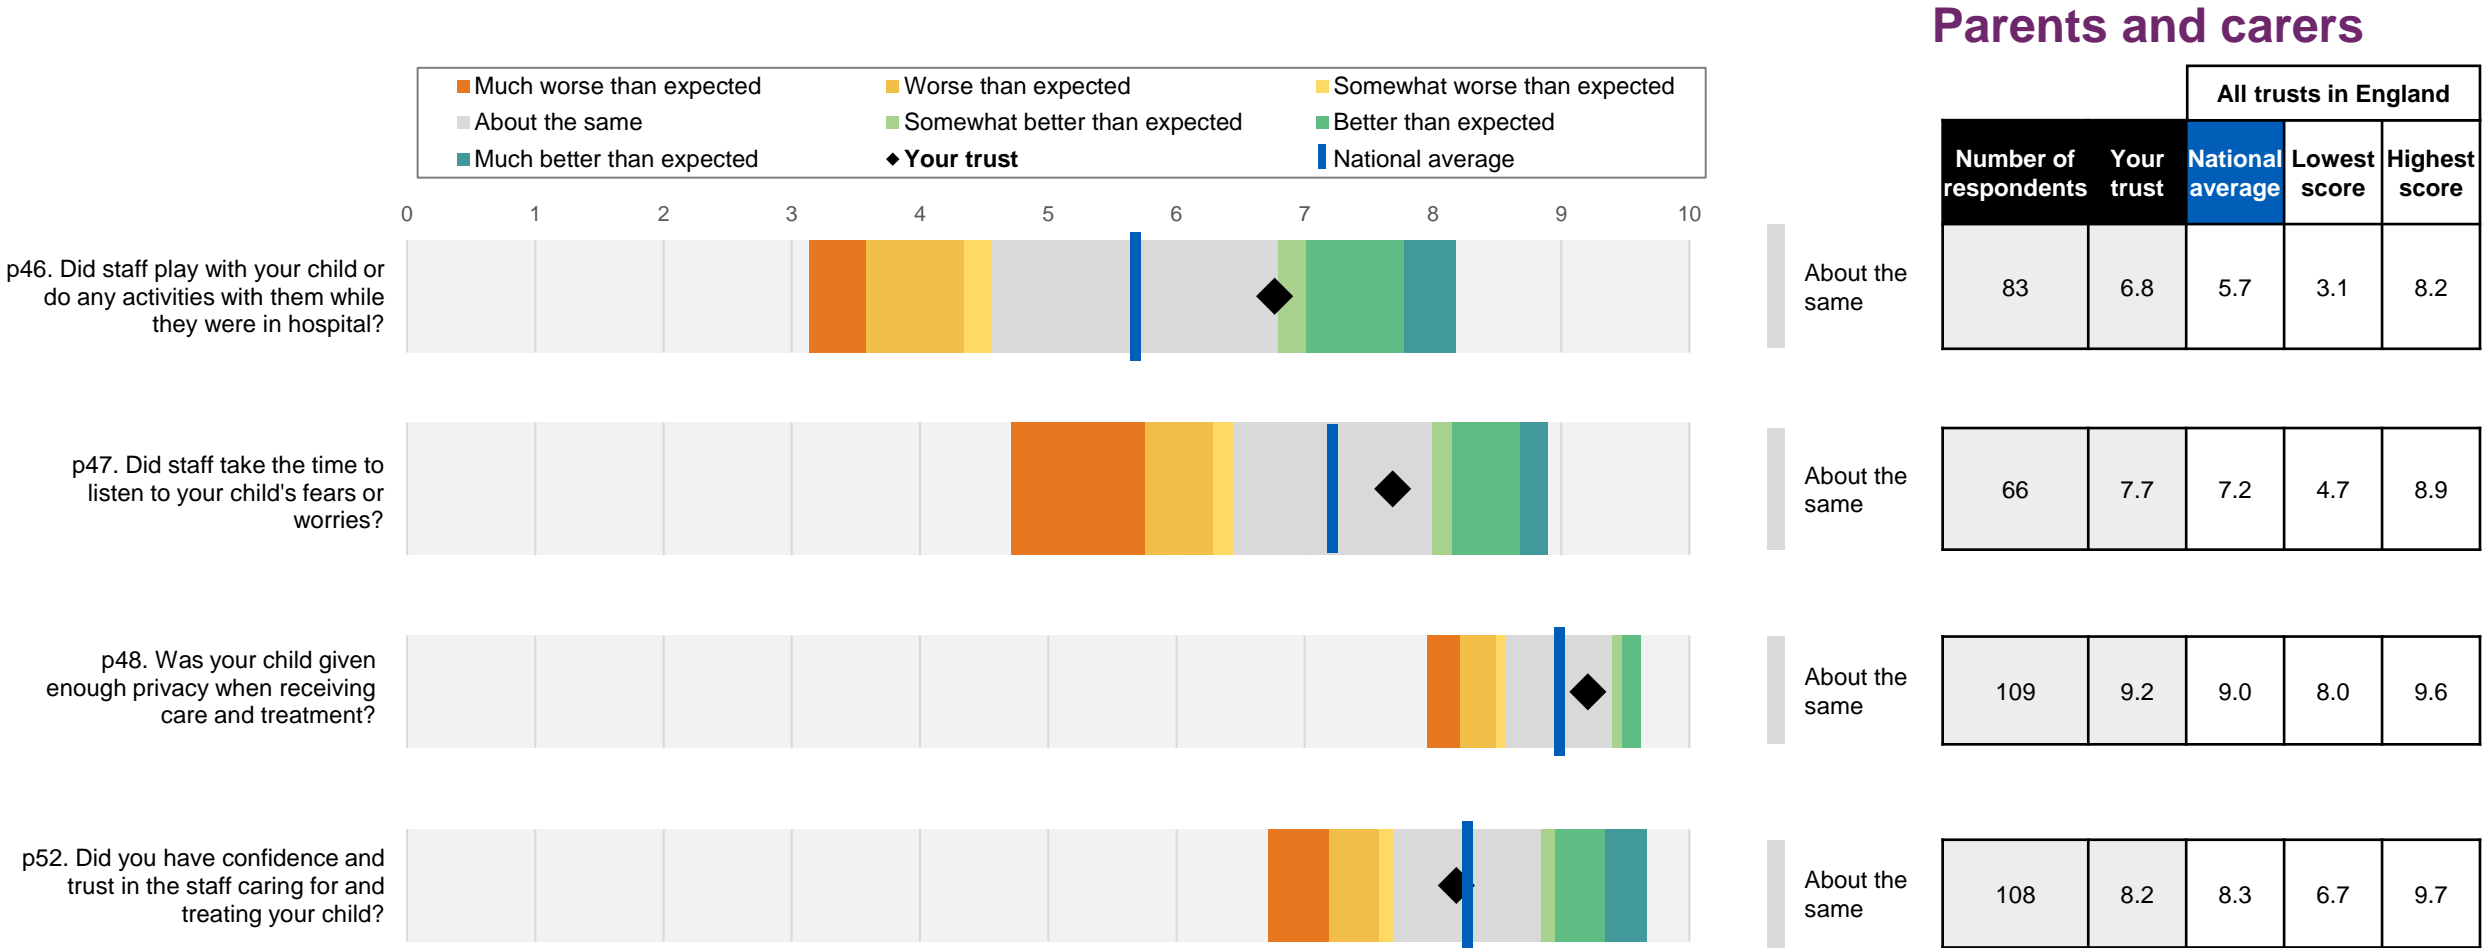 Parents and carers
Much worse than expected
Worse than expected
Somewhat worse than expected
About the same
Somewhat better than expected
Better than expected
Much better than expected
Your trust
National average
All trusts in England
Number of respondents
Your trust
National average
Lowest score
Highest score
0 1 2 3 4 5 6 7 8 9 10
p46. Did staff play with your child or
do any activities with them while
they were in hospital?
About the
same
83 6.8 5.7 3.1 8.2
p47. Did staff take the time to
listen to your child's fears or
worries?
About the
same
66 7.7 7.2 4.7 8.9
p48. Was your child given
enough privacy when receiving
care and treatment?
About the
same
109 9.2 9.0 8.0 9.6
p52. Did you have confidence and
trust in the staff caring for and
treating your child?
About the
same
108 8.2 8.3 6.7 9.7